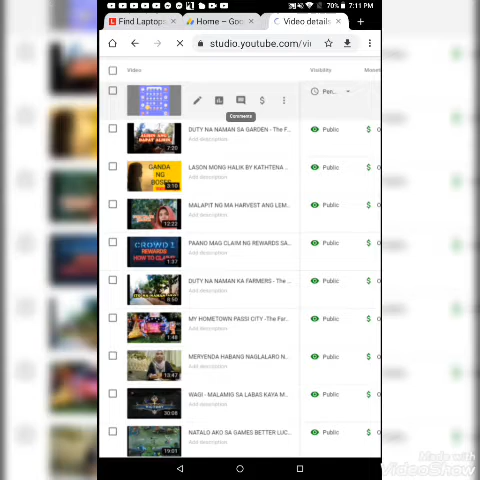 7:11 PM
Find Laptop
Home – Goo
Video details
studio.youtube.com/vi
Video
Visibility
Comments
DUTY NA NAMAN SA GARDEN - The F...
Add description
7:20
Public
GANDA NG BOSES
LASON MONG HALIK BY KATHTENA ...
Add description
Public
MALAPIT NG MA HARVEST ANG LEM...
Add description
12:22
Public
CROWD1 REWARDS HOW TO CLAIM
PAANO MAG CLAIM NG REWARDS SA...
Add description
1:37
Public
DUTY NA NAMAN KA FARMERS - The ...
Add description
Public
MY HOMETOWN PASSI CITY -The Far...
Add description
1:48
Public
MERYENDA HABANG NAGLALARO N...
Add description
13:47
Public
WAGI - MALAMIG SA LABAS KAYA M...
Add description
30:08
Public
NATALO AKO SA GAMES BETTER LUC...
Add description
19:01
Public
Made with
VideoShow